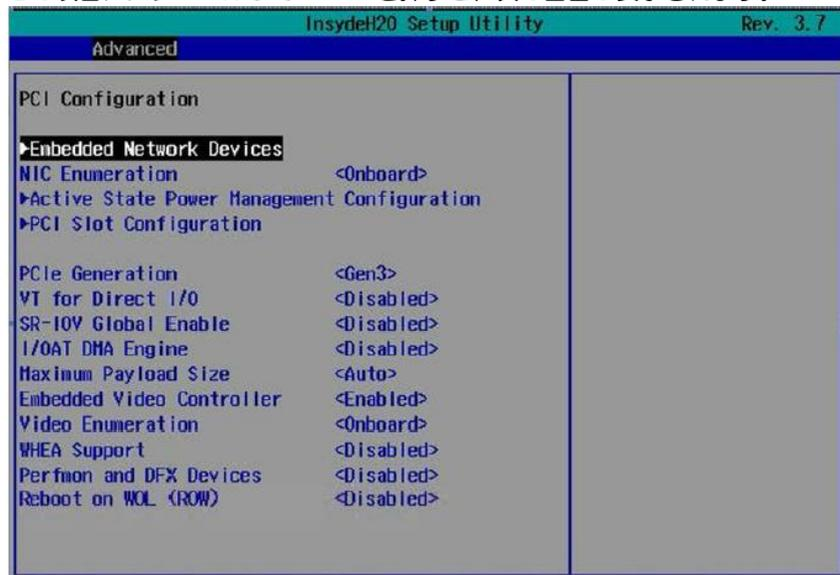 InsydeH20 Setup Utility Rev. 3.7
Advanced
PCI Configuration
▶Embedded Network Devices
NIC Enumeration <Onboard>
▶Active State Power Management Configuration
▶PCI Slot Configuration
PCIe Generation <Gen3>
VT for Direct I/O <Disabled>
SR-IOV Global Enable <Disabled>
I/OAT DMA Engine <Disabled>
Maximum Payload Size <Auto>
Embedded Video Controller <Enabled>
Video Enumeration <Onboard>
WHEA Support <Disabled>
Perfmon and DFX Devices <Disabled>
Reboot on WOL (ROW) <Disabled>